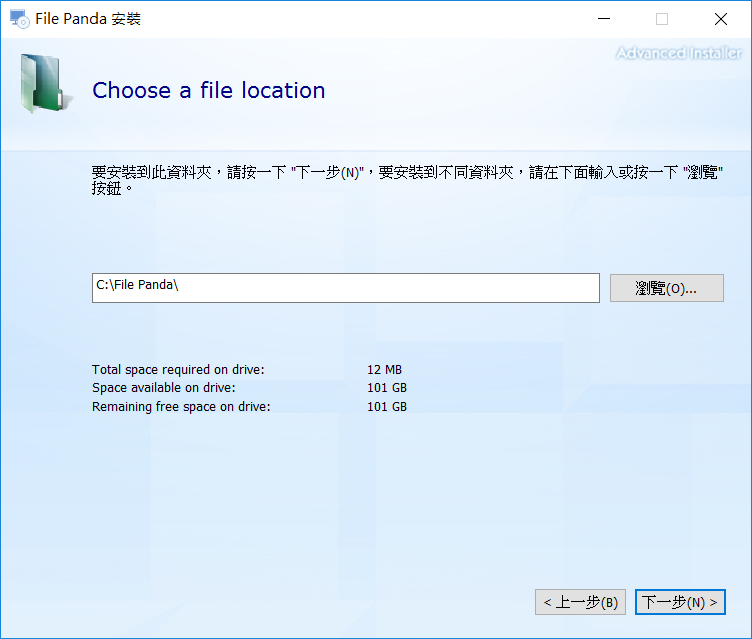 File Panda 安裝
Advanced Installer
Choose a file location
要安裝到此資料夾，請按一下 "下一步(N)"，要安裝到不同資料夾，請在下面輸入或按一下 "瀏覽"
按鈕。
C:\File Panda\
瀏覽(O)...
Total space required on drive: 12 MB
Space available on drive: 101 GB
Remaining free space on drive: 101 GB
< 上一步(B)
下一步(N) >